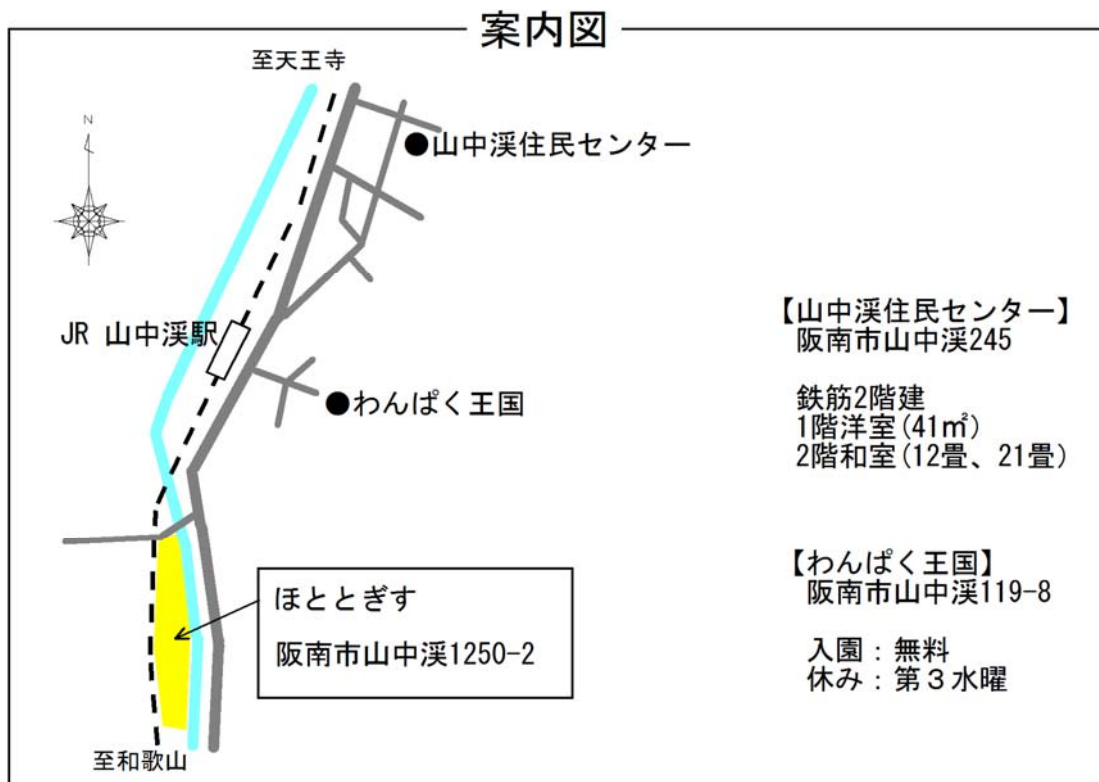 案内図
至天王寺
N
●山中渓住民センター
JR 山中渓駅
●わんぱく王国
ほととぎす
阪南市山中渓1250-2
至和歌山
【山中渓住民センター】
阪南市山中渓245
鉄筋2階建
1階洋室(41㎡)
2階和室(12畳、21畳)
【わんぱく王国】
阪南市山中渓119-8
入園：無料
休み：第３水曜